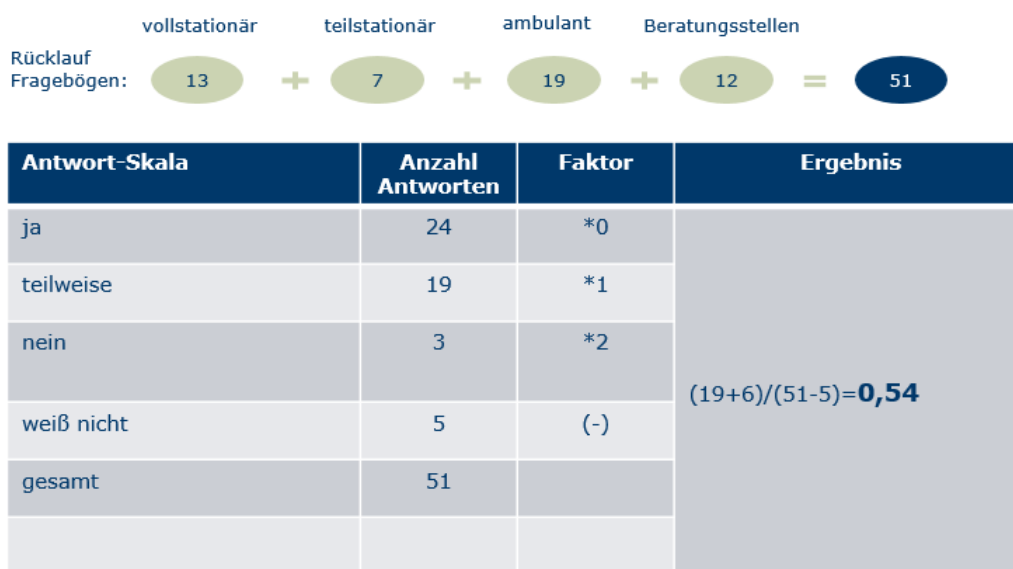 vollstationär teilstationär ambulant Beratungsstellen
Rücklauf
Fragebögen: 13 + 7 + 19 + 12 = 51
Antwort-Skala Anzahl Antworten Faktor Ergebnis
ja 24 *0
teilweise 19 *1
nein 3 *2
(19+6)/(51-5)=0,54
weiß nicht 5 (-)
gesamt 51